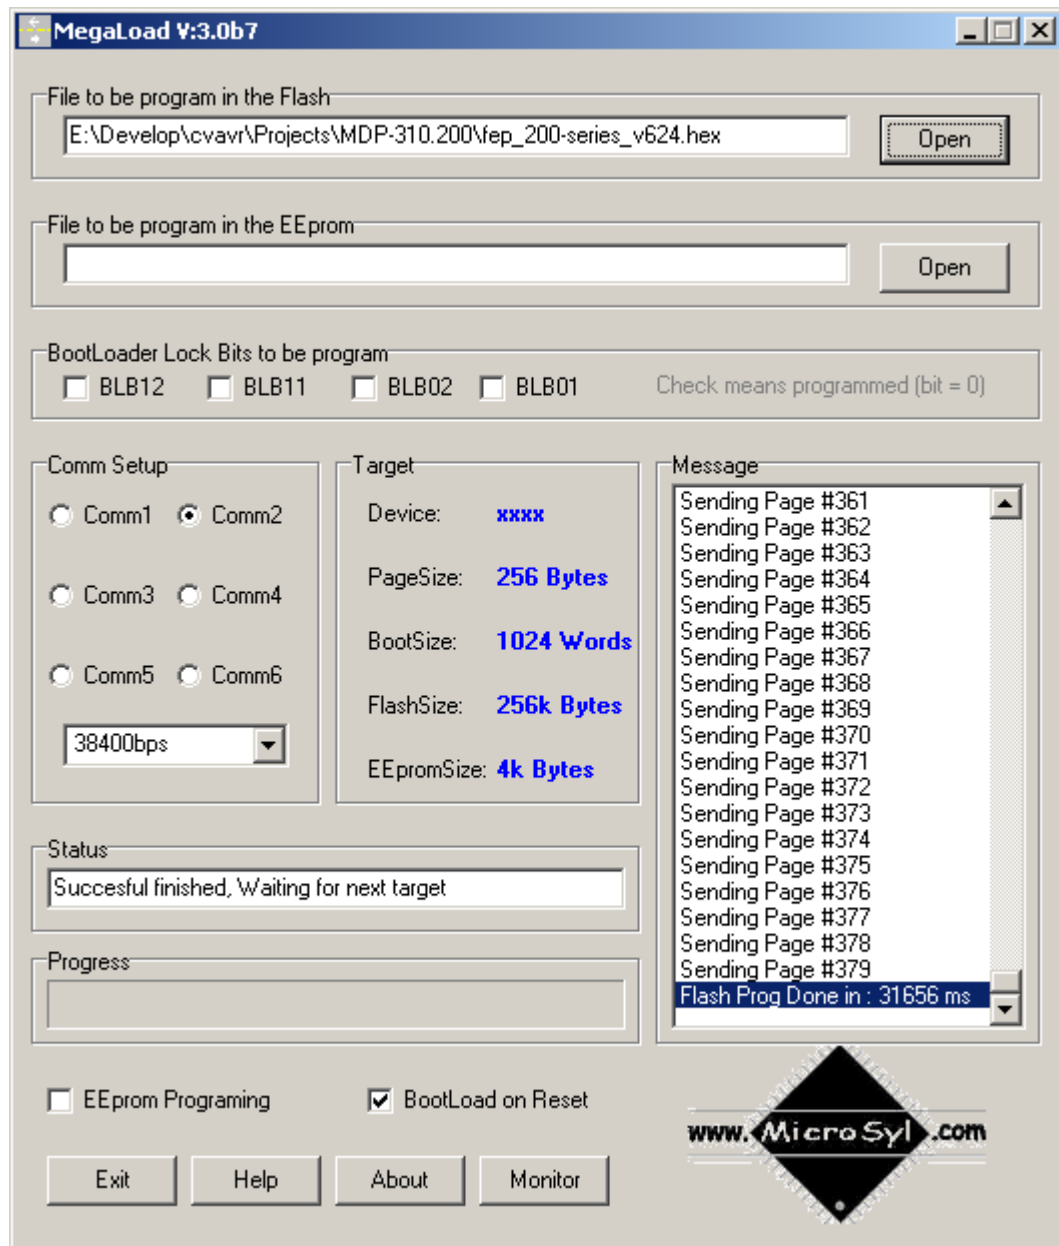 MegaLoad V:3.0b7
File to be program in the Flash
E:\Develop\cvavr\Projects\MDP-310.200\fep_200-series_v624.hex
Open
File to be program in the EEprom
Open
BootLoader Lock Bits to be program
BLB12 BLB11 BLB02 BLB01 Check means programmed (bit = 0)
Comm Setup
Comm1 Comm2
Comm3 Comm4
Comm5 Comm6
38400bps
Target
Device: xxxx
PageSize: 256 Bytes
BootSize: 1024 Words
FlashSize: 256k Bytes
EEpromSize: 4k Bytes
Message
Sending Page #361
Sending Page #362
Sending Page #363
Sending Page #364
Sending Page #365
Sending Page #366
Sending Page #367
Sending Page #368
Sending Page #369
Sending Page #370
Sending Page #371
Sending Page #372
Sending Page #373
Sending Page #374
Sending Page #375
Sending Page #376
Sending Page #377
Sending Page #378
Sending Page #379
Flash Prog Done in : 31656 ms
Status
Succesful finished, Waiting for next target
Progress
EEprom Programing BootLoad on Reset
www.MicroSyl.com
Exit Help About Monitor